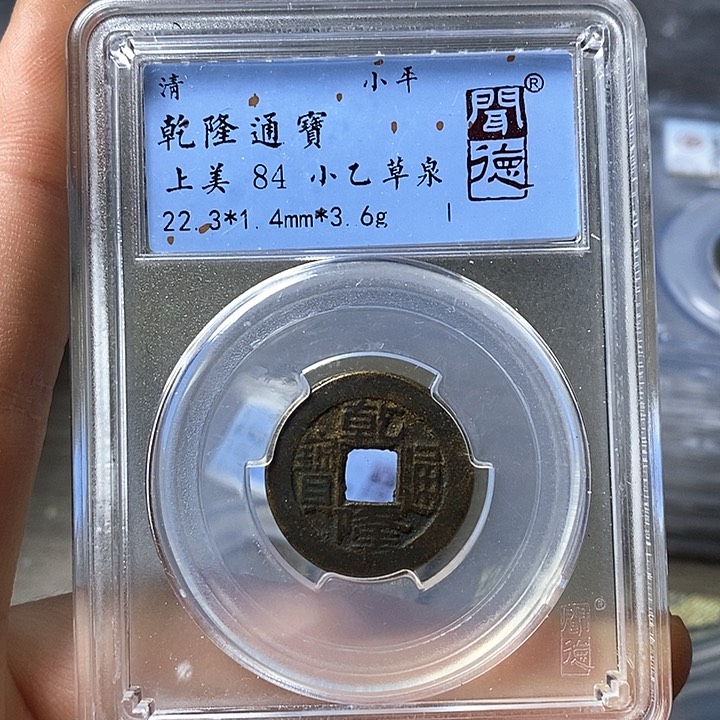 清 小平
乾隆通寶
上美 84 小乙草泉
22.3*1.4mm*3.6g
聞德®
乾隆通寶
聞德®